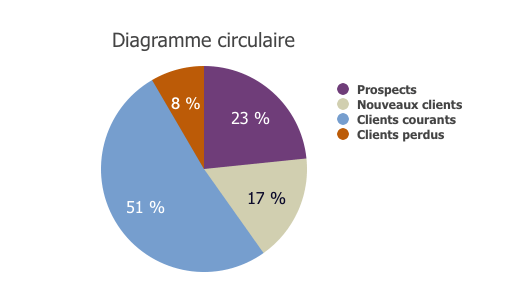 Diagramme circulaire
8 %
23 %
17 %
51 %
Prospects
Nouveaux clients
Clients courants
Clients perdus